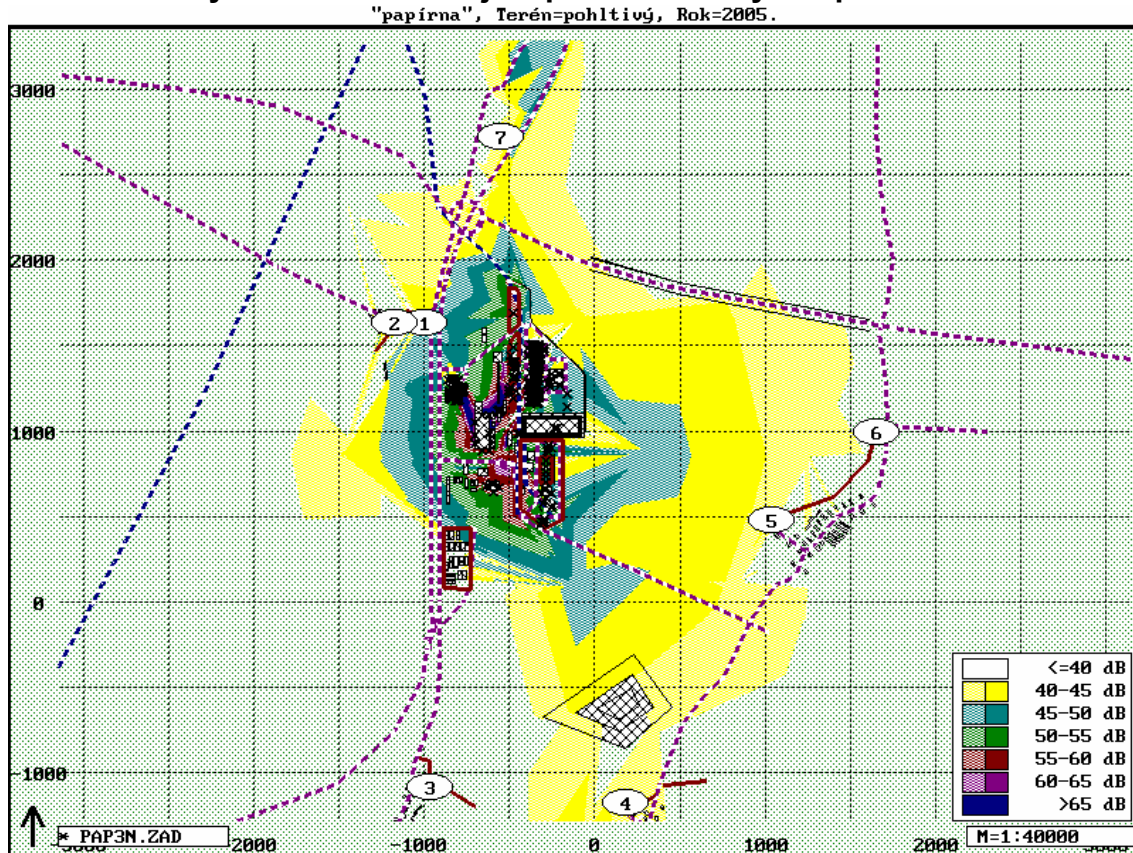 "papírna", Terén=pohltivý, Rok=2005.
3000
7
2000
2 1
1000
6
5
0
<=40 dB
40-45 dB
45-50 dB
50-55 dB
55-60 dB
60-65 dB
>65 dB
-1000
3
4
* PAP3N.ZAD
M=1:40000
-2000 -1000 0 1000 2000